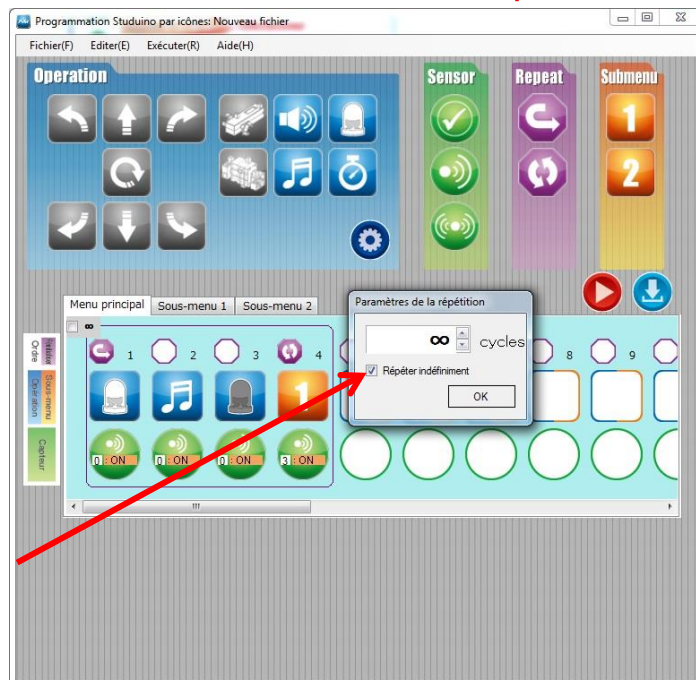 Programmation Studuino par icônes: Nouveau fichier
Fichier(F) Editer(E) Exécuter(R) Aide(H)
Operation
Sensor
Repeat
Submenu
1
2
Menu principal Sous-menu 1 Sous-menu 2
Paramètres de la répétition
∞ cycles
Répéter indéfiniment
OK
∞
1 2 3 4 8 9
Ordre
Sous-menu
Opération
Capteur
1
0 : ON 0 : ON 0 : ON 3 : ON